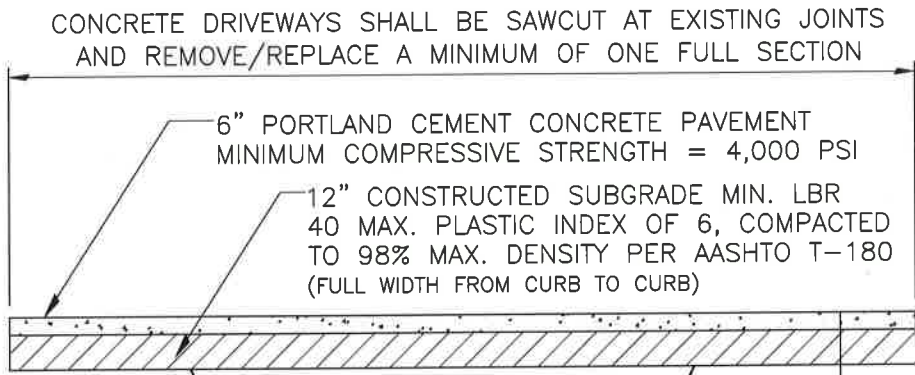 CONCRETE DRIVEWAYS SHALL BE SAWCUT AT EXISTING JOINTS
AND REMOVE/REPLACE A MINIMUM OF ONE FULL SECTION
6" PORTLAND CEMENT CONCRETE PAVEMENT
MINIMUM COMPRESSIVE STRENGTH = 4,000 PSI
12" CONSTRUCTED SUBGRADE MIN. LBR
40 MAX. PLASTIC INDEX OF 6, COMPACTED
TO 98% MAX. DENSITY PER AASHTO T-180
(FULL WIDTH FROM CURB TO CURB)